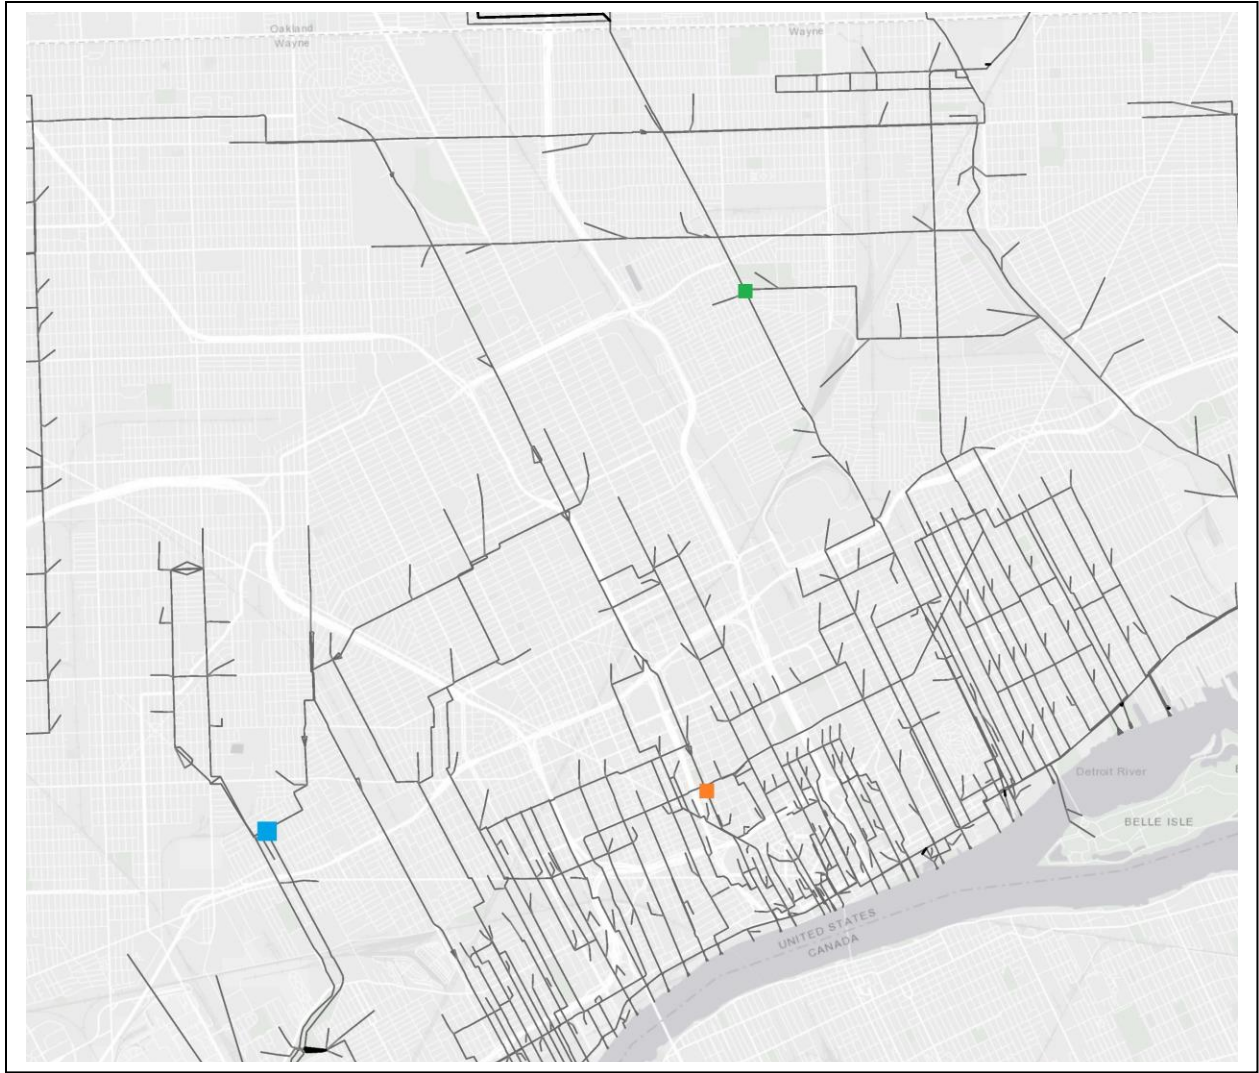 Oakland
Wayne
Wayne
Detroit River
BELLE ISLE
UNITED STATES
CANADA